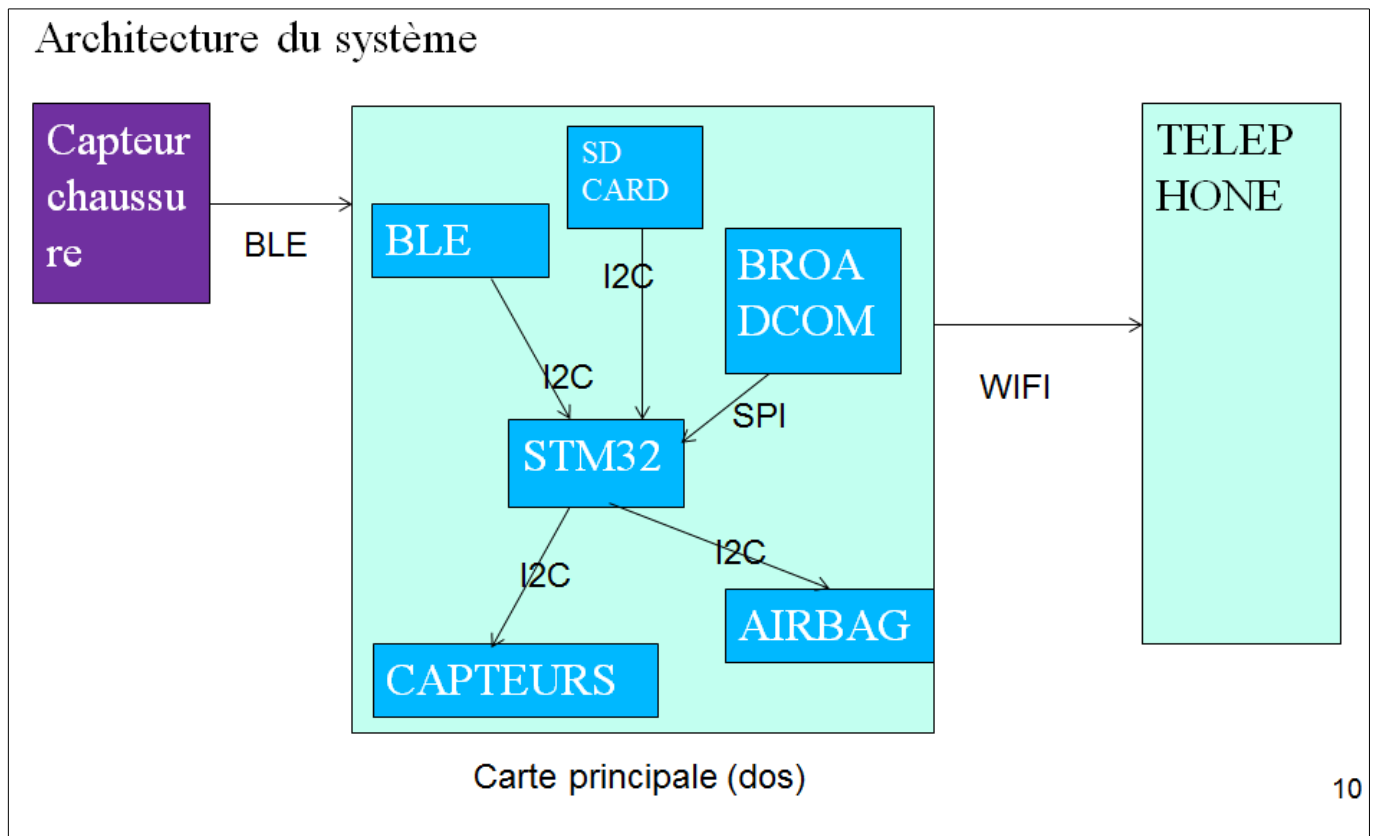 Architecture du système
Capteur
chaussu
re
BLE
SD
CARD
BLE
I2C
BROA
DCOM
I2C
SPI
STM32
I2C
I2C
CAPTEURS
AIRBAG
WIFI
TELEP
HONE
Carte principale (dos)
10